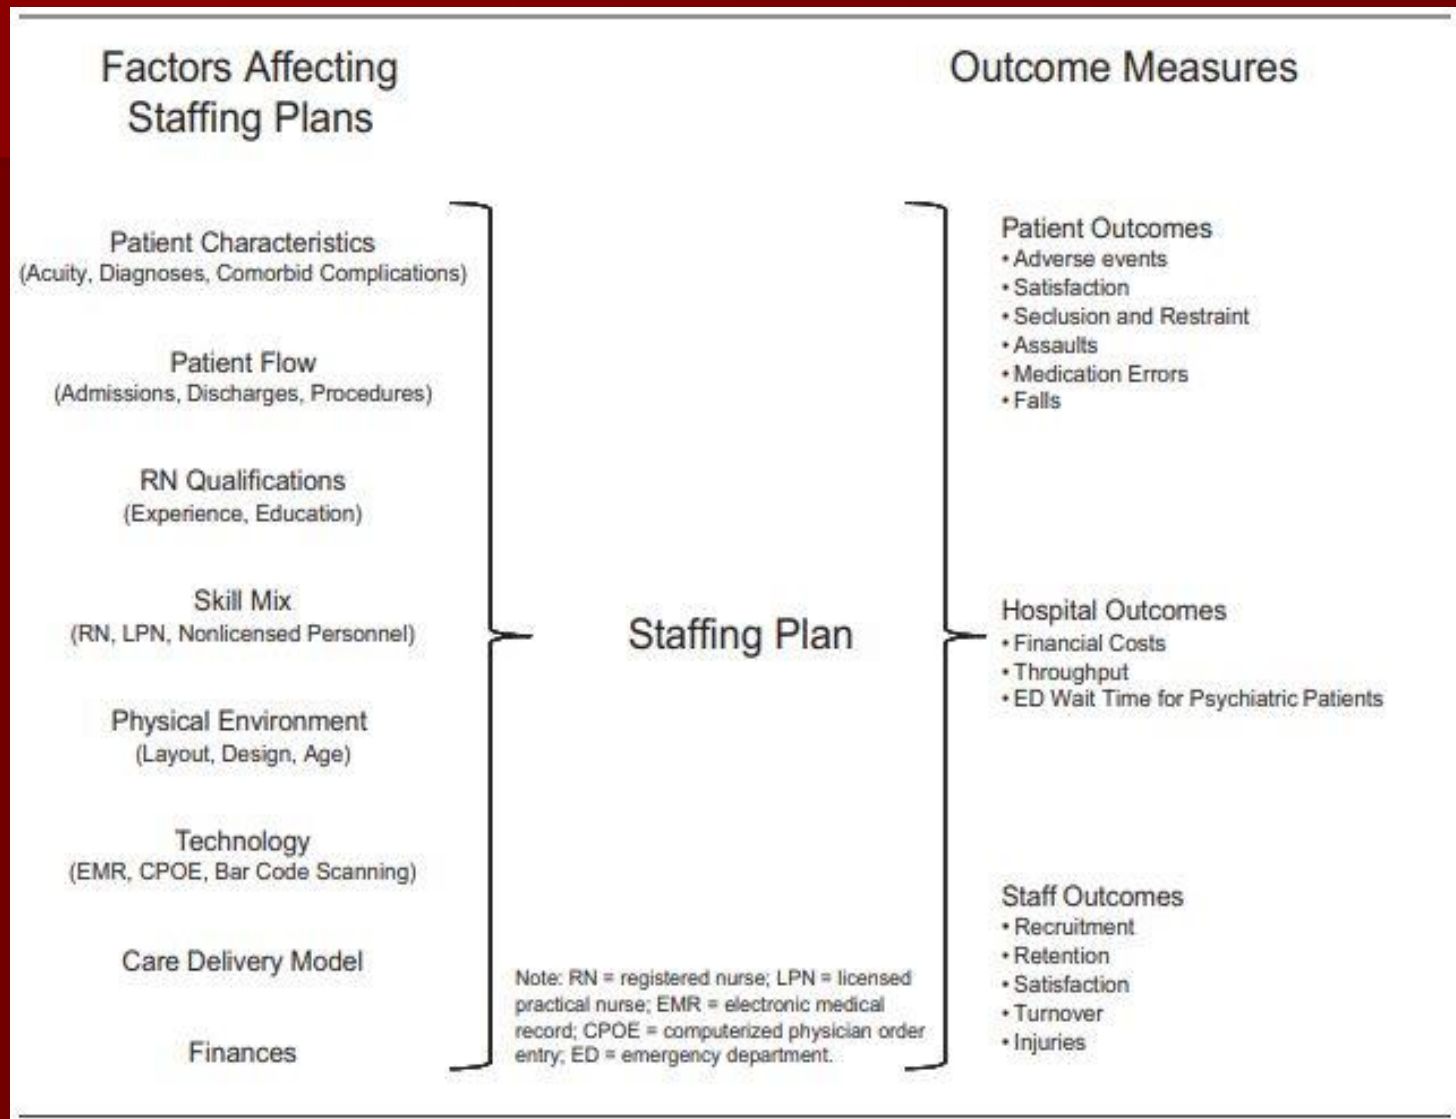 Factors Affecting
Staffing Plans
Patient Characteristics
(Acuity, Diagnoses, Comorbid Complications)
Patient Flow
(Admissions, Discharges, Procedures)
RN Qualifications
(Experience, Education)
Skill Mix
(RN, LPN, Nonlicensed Personnel)
Physical Environment
(Layout, Design, Age)
Technology
(EMR, CPOE, Bar Code Scanning)
Care Delivery Model
Finances
Staffing Plan
Note: RN = registered nurse; LPN = licensed
practical nurse; EMR = electronic medical
record; CPOE = computerized physician order
entry; ED = emergency department.
Outcome Measures
Patient Outcomes
• Adverse events
• Satisfaction
• Seclusion and Restraint
• Assaults
• Medication Errors
• Falls
Hospital Outcomes
• Financial Costs
• Throughput
• ED Wait Time for Psychiatric Patients
Staff Outcomes
• Recruitment
• Retention
• Satisfaction
• Turnover
• Injuries